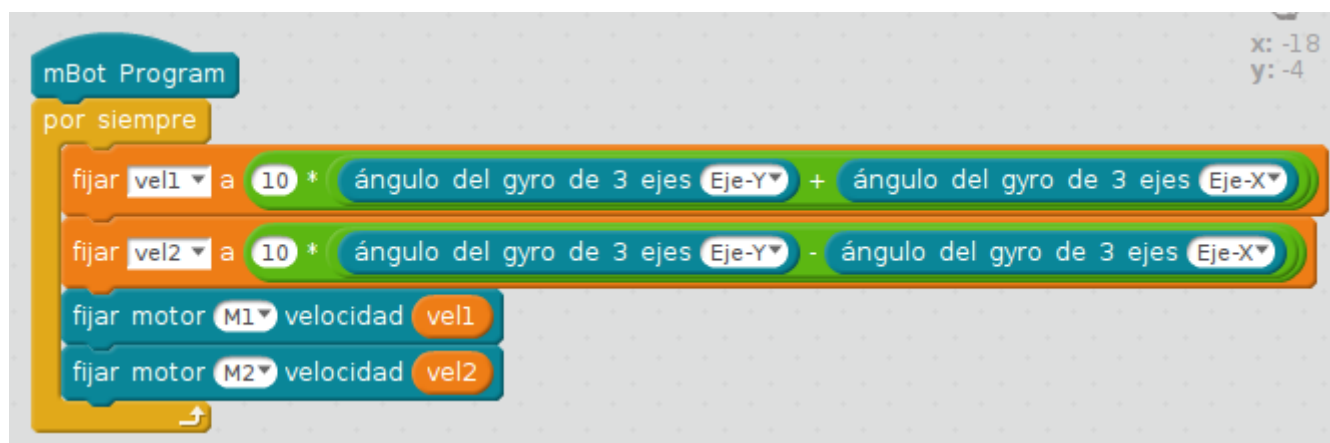 x: -18
y: -4
mBot Program
por siempre
fijar vel1 a 10 * ángulo del gyro de 3 ejes Eje-Y + ángulo del gyro de 3 ejes Eje-X
fijar vel2 a 10 * ángulo del gyro de 3 ejes Eje-Y - ángulo del gyro de 3 ejes Eje-X
fijar motor M1 velocidad vel1
fijar motor M2 velocidad vel2